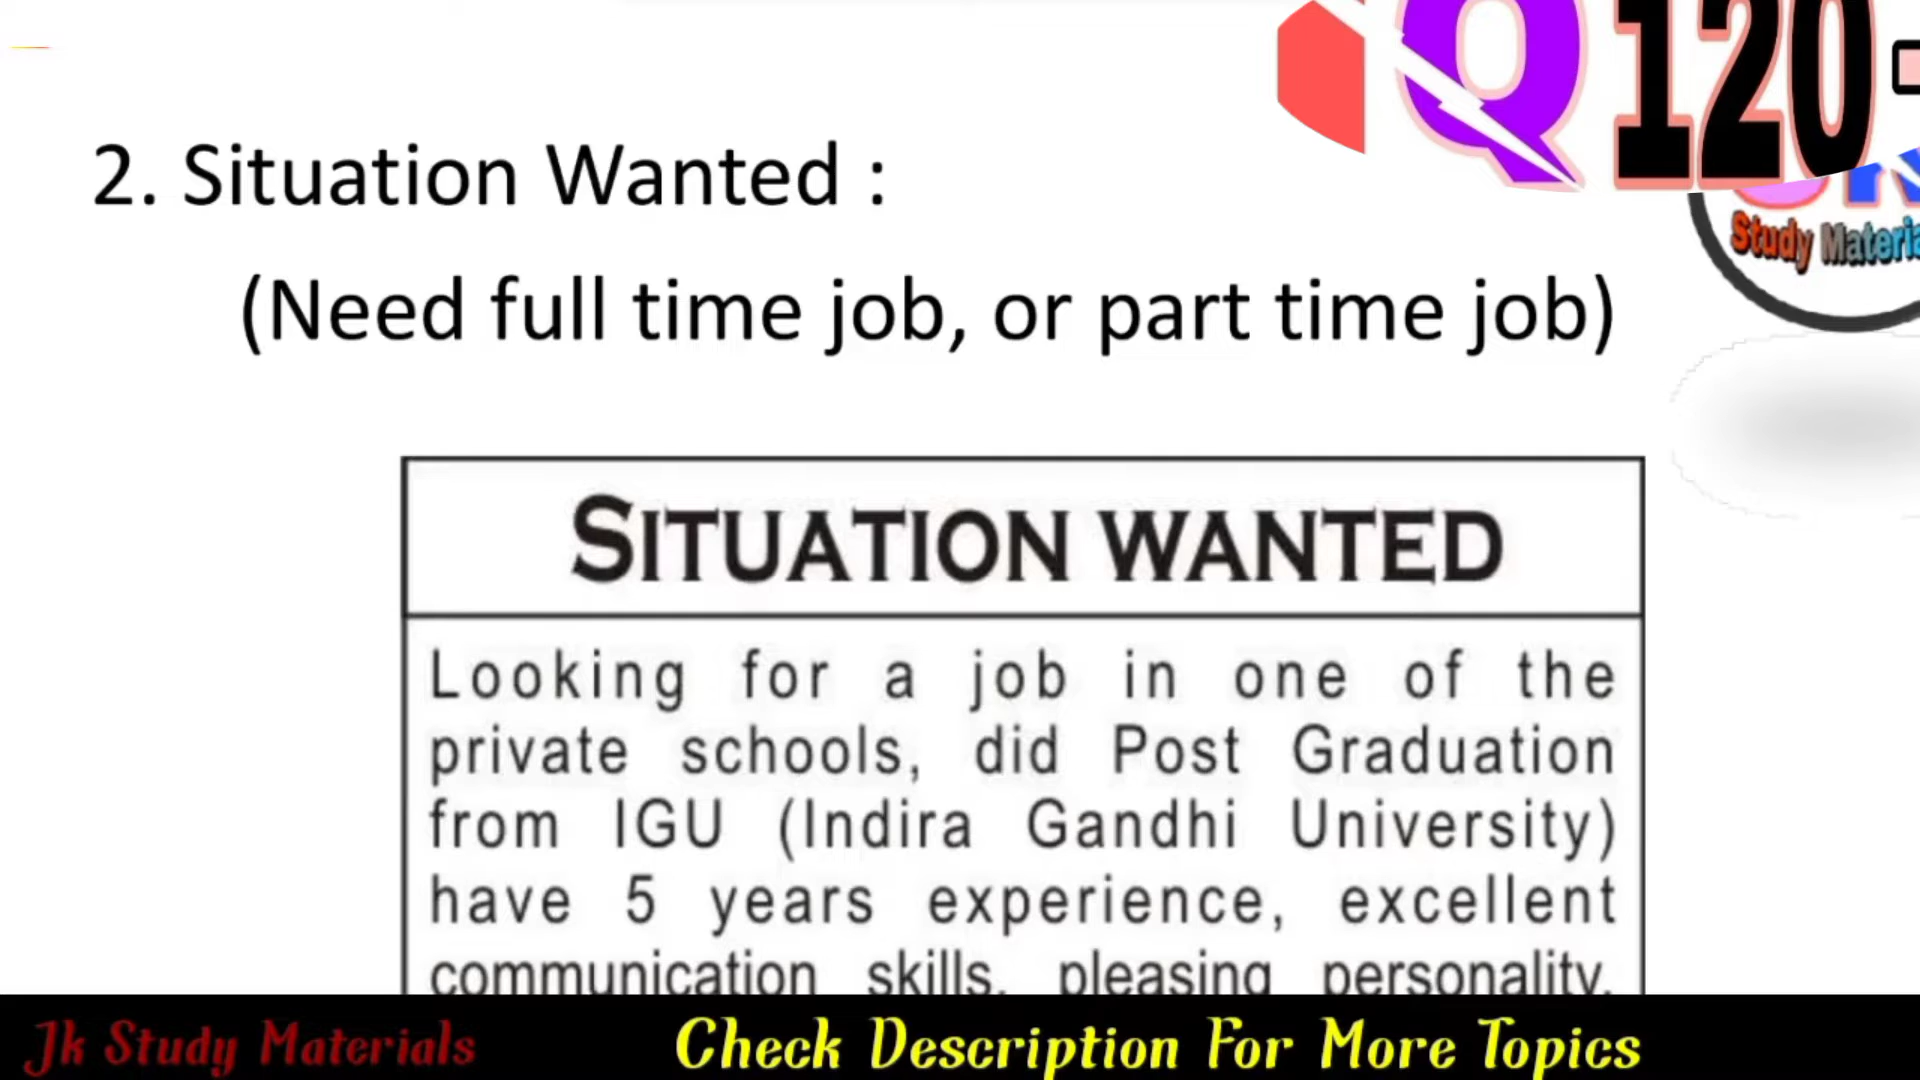 Q 120
2. Situation Wanted :
Study Materia
(Need full time job, or part time job)
SITUATION WANTED
Looking for a job in one of the
private schools, did Post Graduation
from IGU (Indira Gandhi University)
have 5 years experience, excellent
communication skills, pleasing personality.
Jk Study Materials
Check Description For More Topics